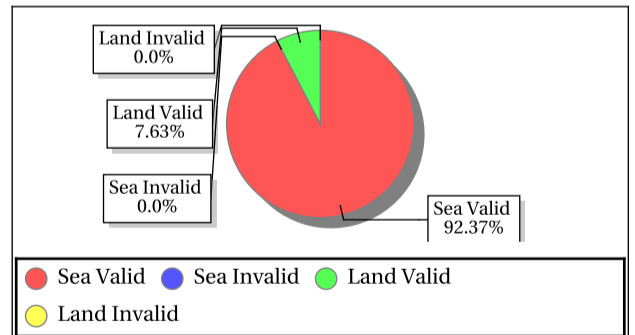 Land Invalid
0.0%
Land Valid
7.63%
Sea Invalid
0.0%
Sea Valid
92.37%
Sea Valid Sea Invalid Land Valid
Land Invalid